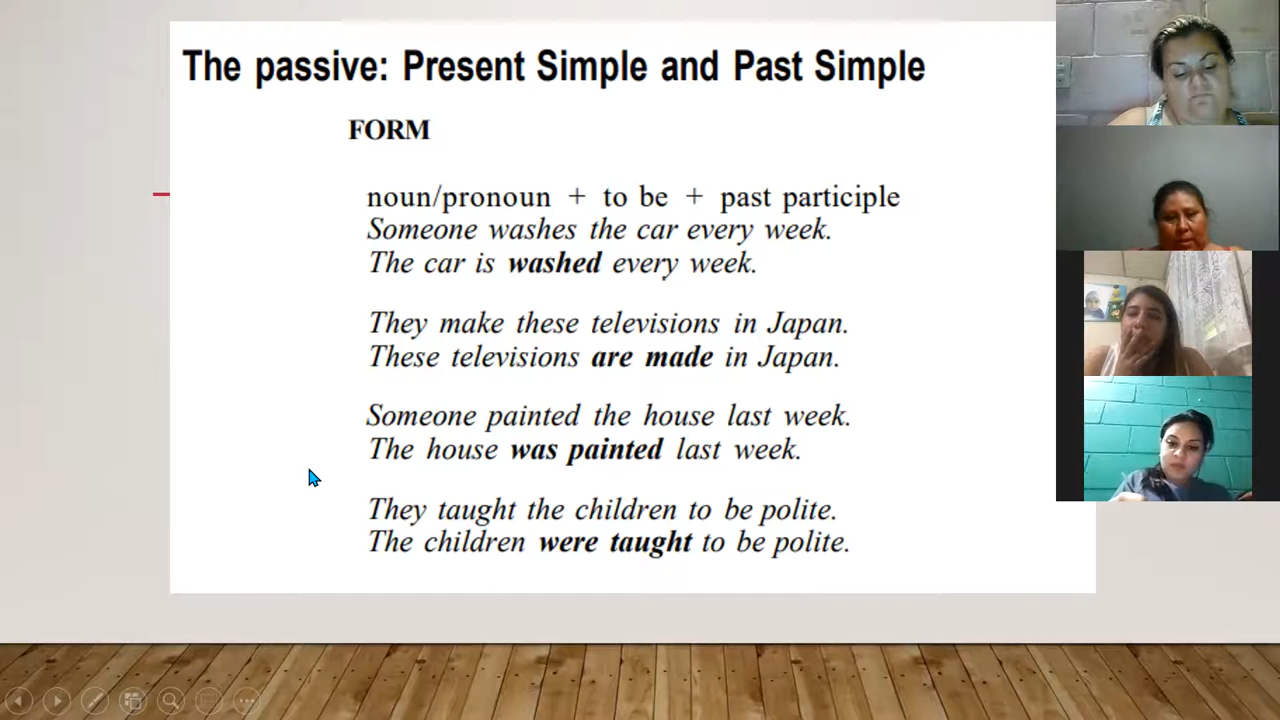 The passive: Present Simple and Past Simple
FORM
noun/pronoun + to be + past participle
Someone washes the car every week.
The car is washed every week.
They make these televisions in Japan.
These televisions are made in Japan.
Someone painted the house last week.
The house was painted last week.
They taught the children to be polite.
The children were taught to be polite.